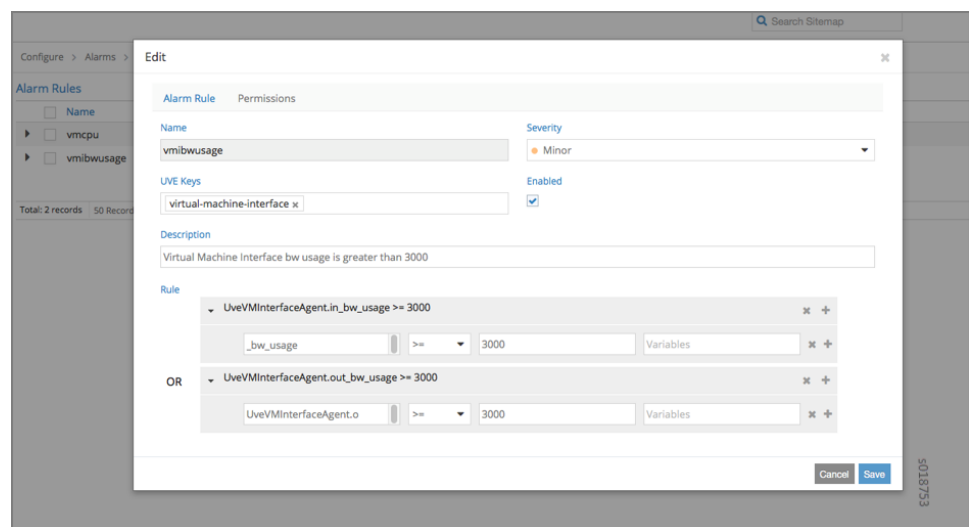 Search Sitemap
Configure > Alarms >
Edit
Alarm Rules
Name
vmcpu
vmibwusage
Total: 2 records 50 Record
Alarm Rule Permissions
Name
Severity
vmibwusage
Minor
UVE Keys
Enabled
virtual-machine-interface x
Description
Virtual Machine Interface bw usage is greater than 3000
Rule
UveVMInterfaceAgent.in_bw_usage >= 3000
_bw_usage >= 3000 Variables
OR
UveVMInterfaceAgent.out_bw_usage >= 3000
UveVMInterfaceAgent.o >= 3000 Variables
Cancel Save
s018753